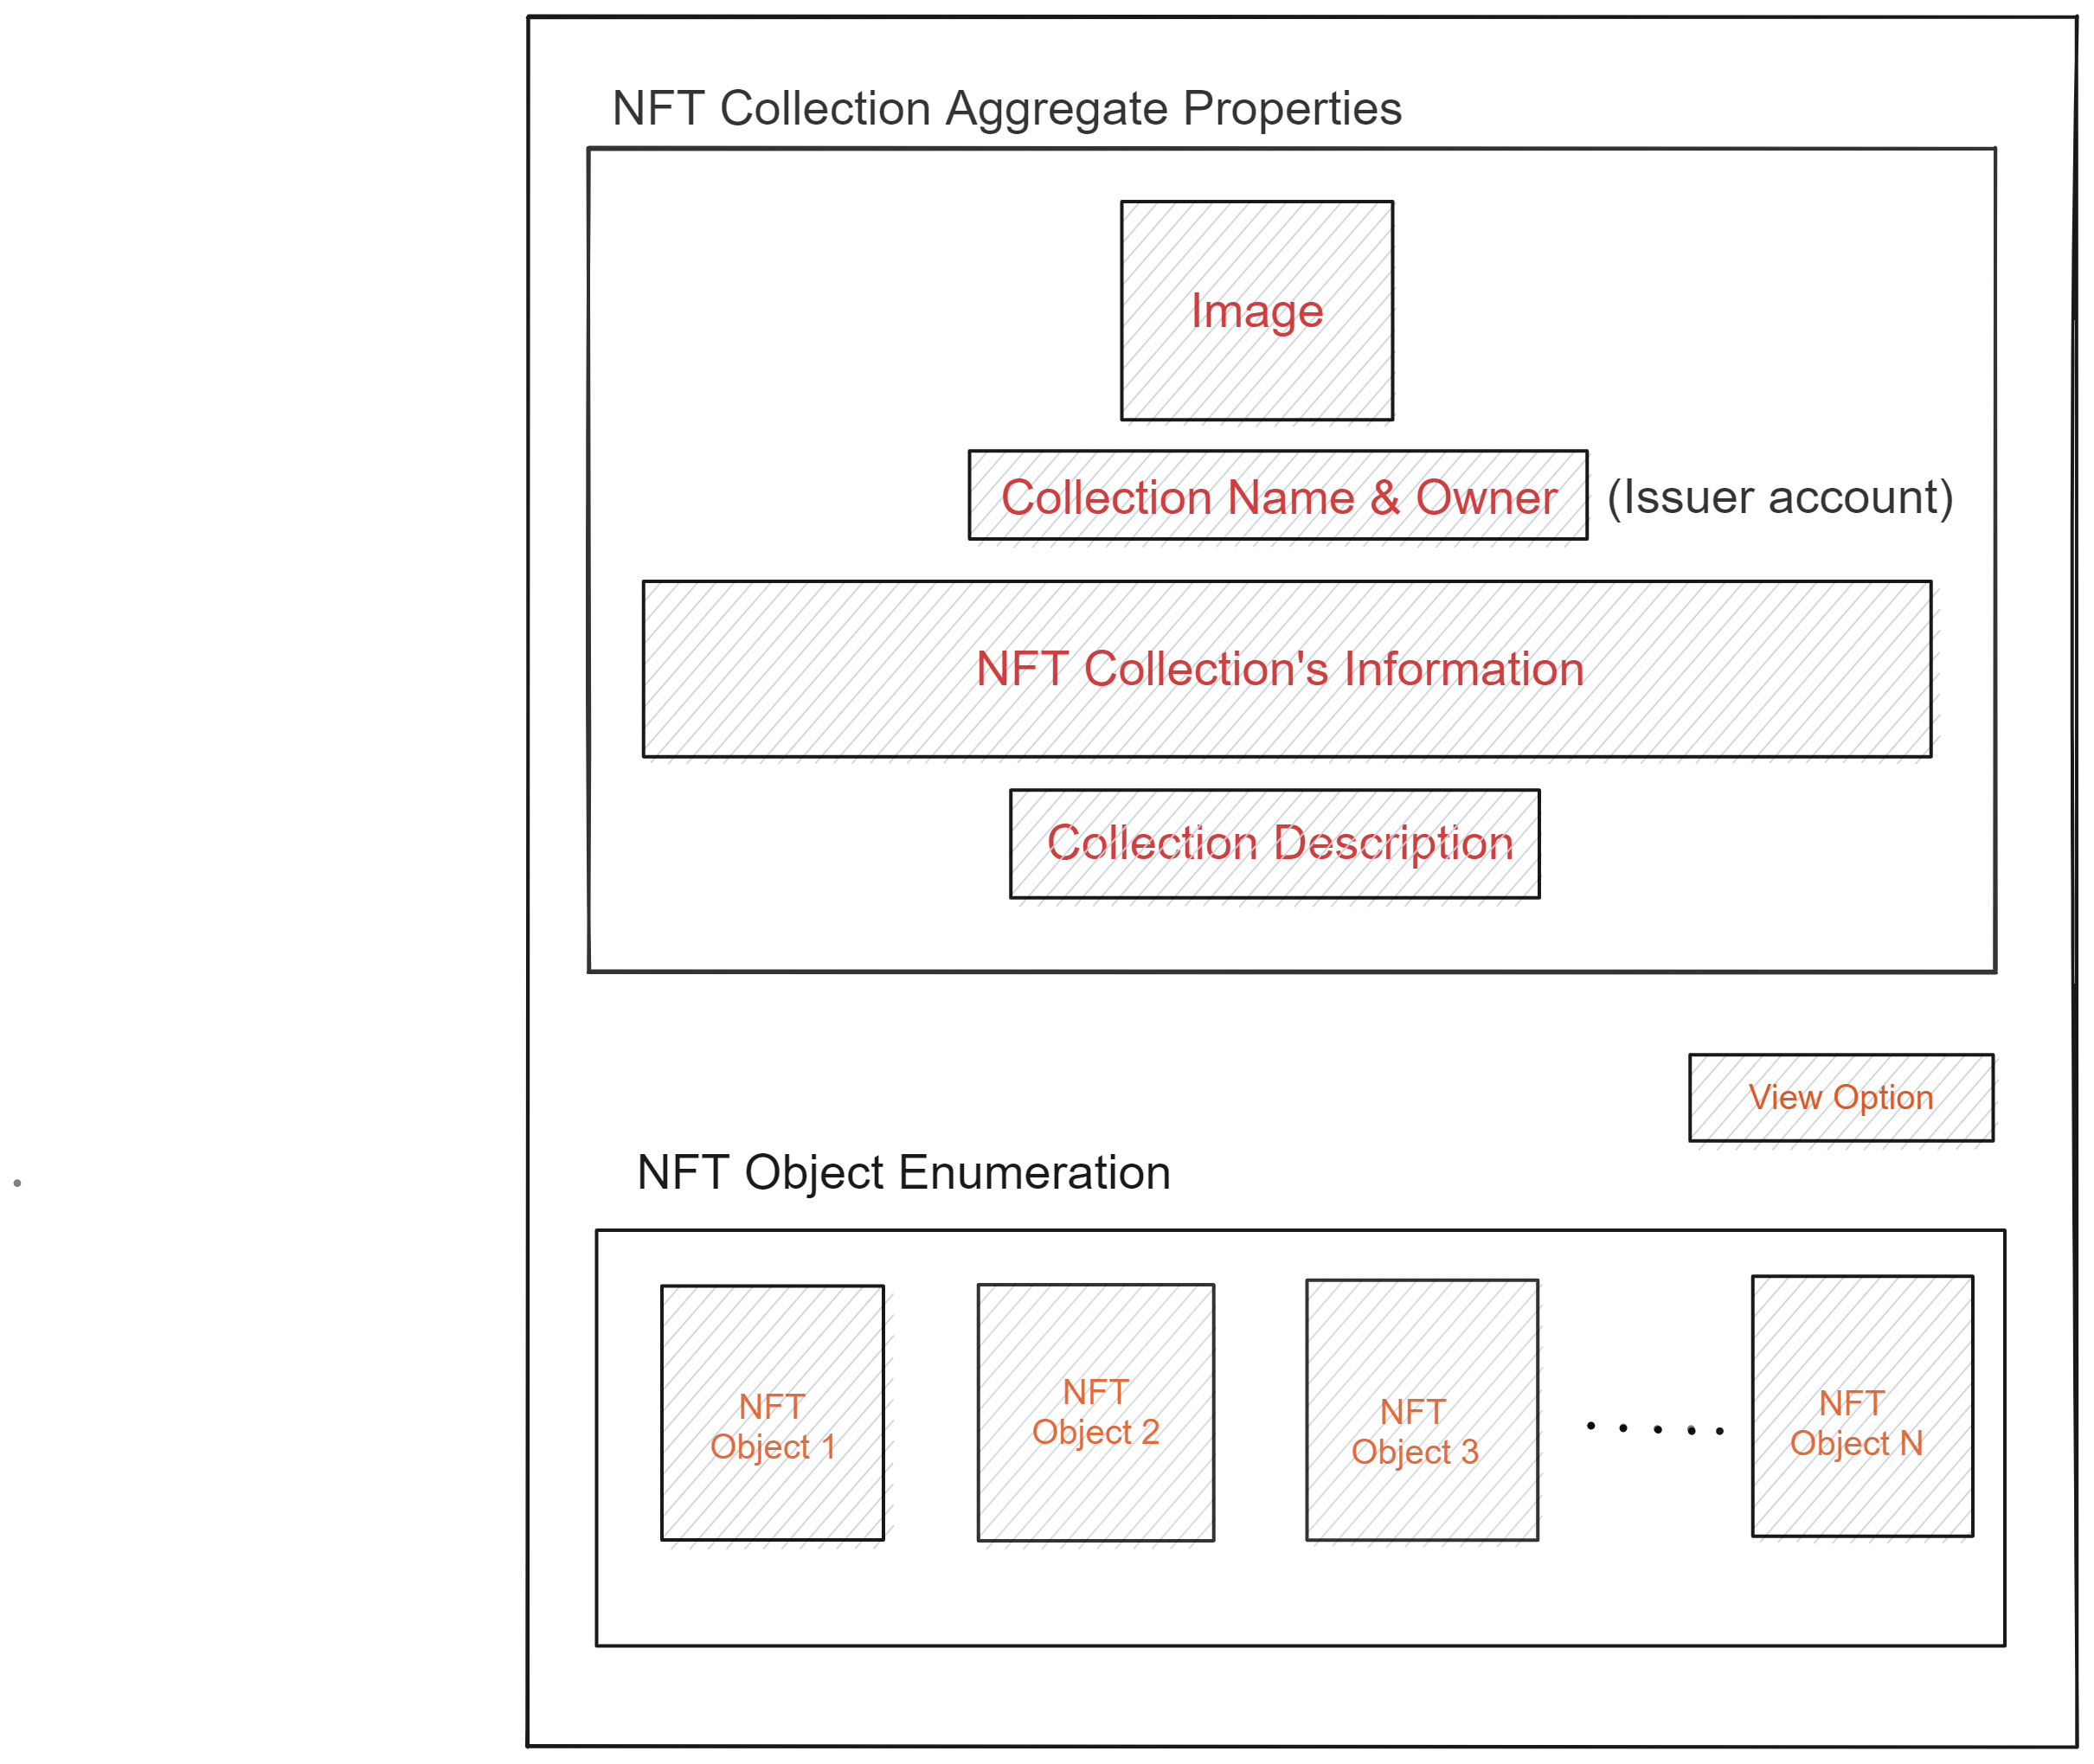 NFT Collection Aggregate Properties
Image
Collection Name & Owner
(Issuer account)
NFT Collection's Information
Collection Description
View Option
NFT Object Enumeration
NFT
Object 1
NFT
Object 2
NFT
Object 3
. . . . .
NFT
Object N